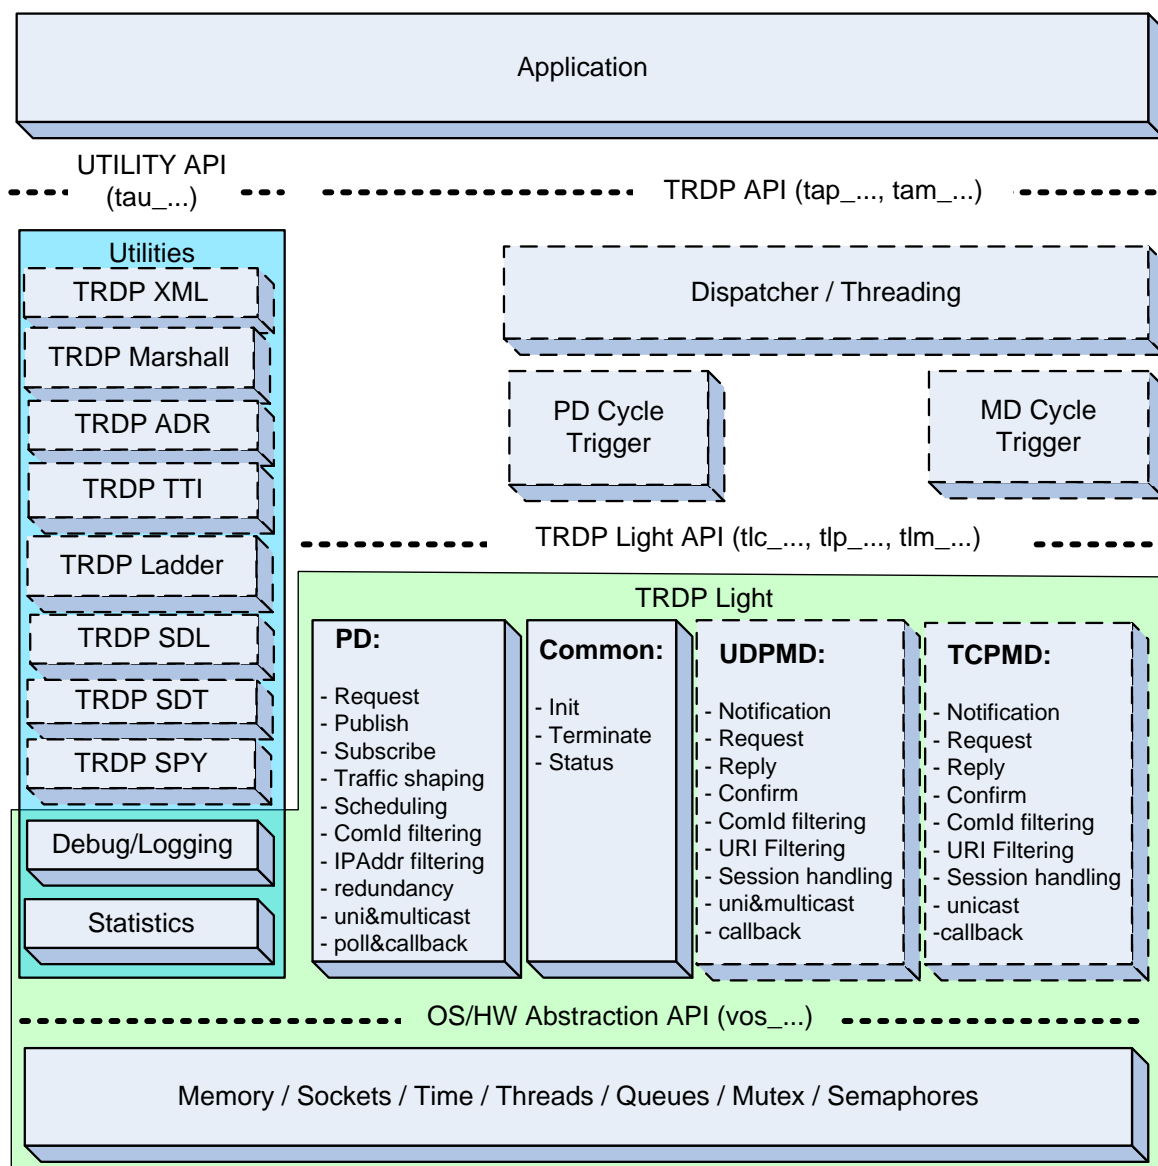 Application
UTILITY API
(tau_...)
TRDP API (tap_..., tam_...)
Utilities
TRDP XML
TRDP Marshall
TRDP ADR
TRDP TTI
TRDP Ladder
TRDP SDL
TRDP SDT
TRDP SPY
Debug/Logging
Statistics
Dispatcher / Threading
PD Cycle
Trigger
MD Cycle
Trigger
TRDP Light API (tlc_..., tlp_..., tlm_...)
TRDP Light
PD:
- Request
- Publish
- Subscribe
- Traffic shaping
- Scheduling
- ComId filtering
- IPAddr filtering
- redundancy
- uni&multicast
- poll&callback
Common:
- Init
- Terminate
- Status
UDPMD:
- Notification
- Request
- Reply
- Confirm
- ComId filtering
- URI Filtering
- Session handling
- uni&multicast
- callback
TCPMD:
- Notification
- Request
- Reply
- Confirm
- ComId filtering
- URI Filtering
- Session handling
- unicast
-callback
OS/HW Abstraction API (vos_...)
Memory / Sockets / Time / Threads / Queues / Mutex / Semaphores